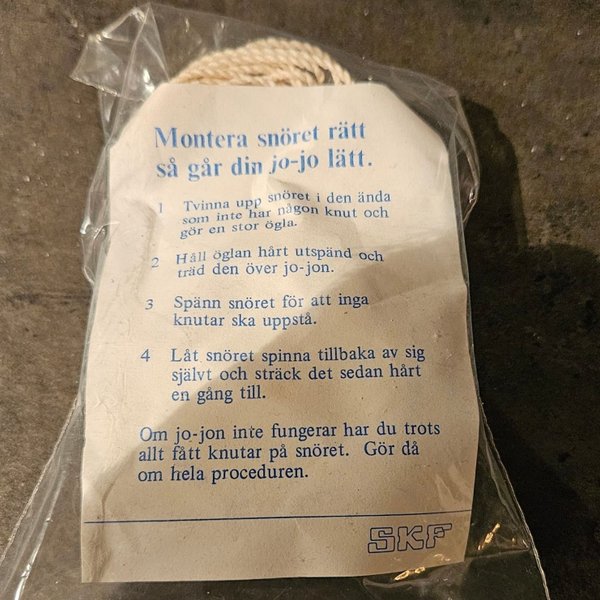 Montera snöret rätt
så går din jo-jo lätt.
1 Tvinna upp snöret i den ända
som inte har någon knut och
gör en stor ögla.
2 Håll öglan hårt utspänd och
träd den över jo-jon.
3 Spänn snöret för att inga
knutar ska uppstå.
4 Låt snöret spinna tillbaka av sig
självt och sträck det sedan hårt
en gång till.
Om jo-jon inte fungerar har du trots
allt fått knutar på snöret. Gör då
om hela proceduren.
SKF